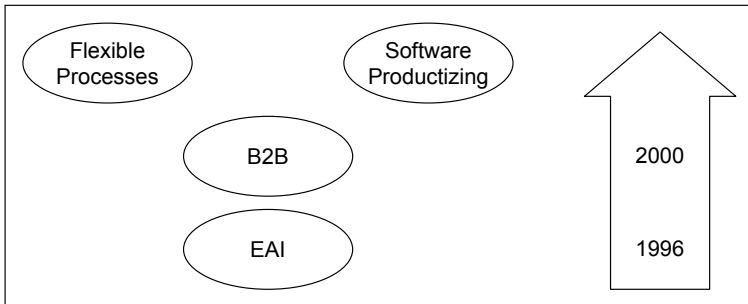 Flexible
Processes
Software
Productizing
B2B
2000
EAI
1996